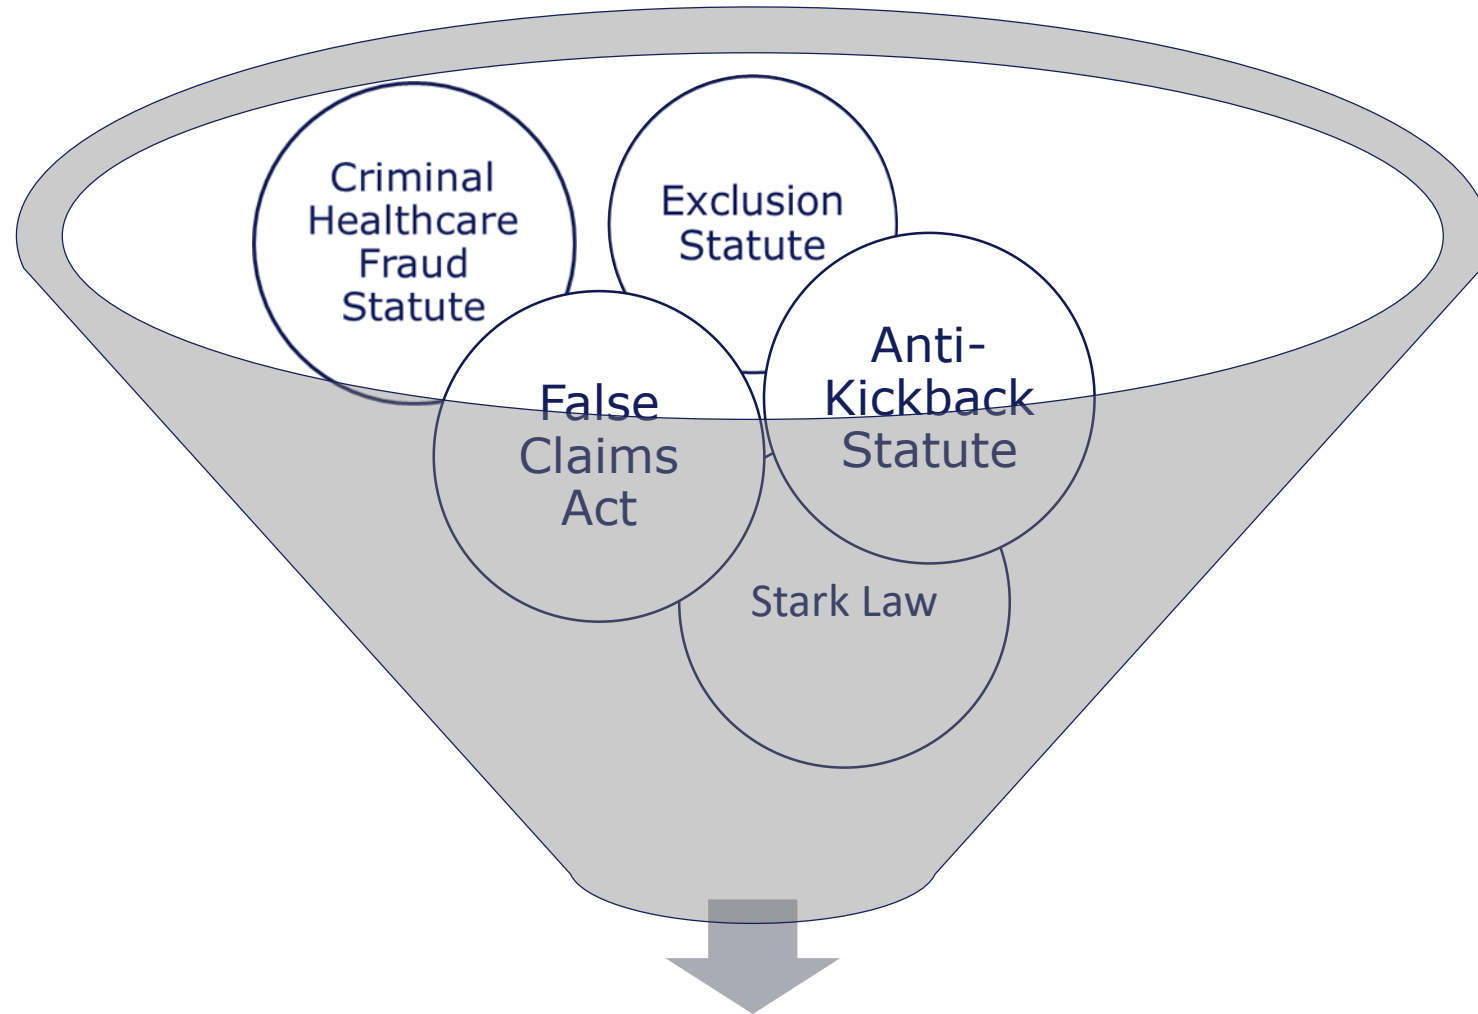 Criminal
Healthcare
Fraud
Statute
Exclusion
Statute
Anti-
Kickback
Statute
False
Claims
Act
Stark Law